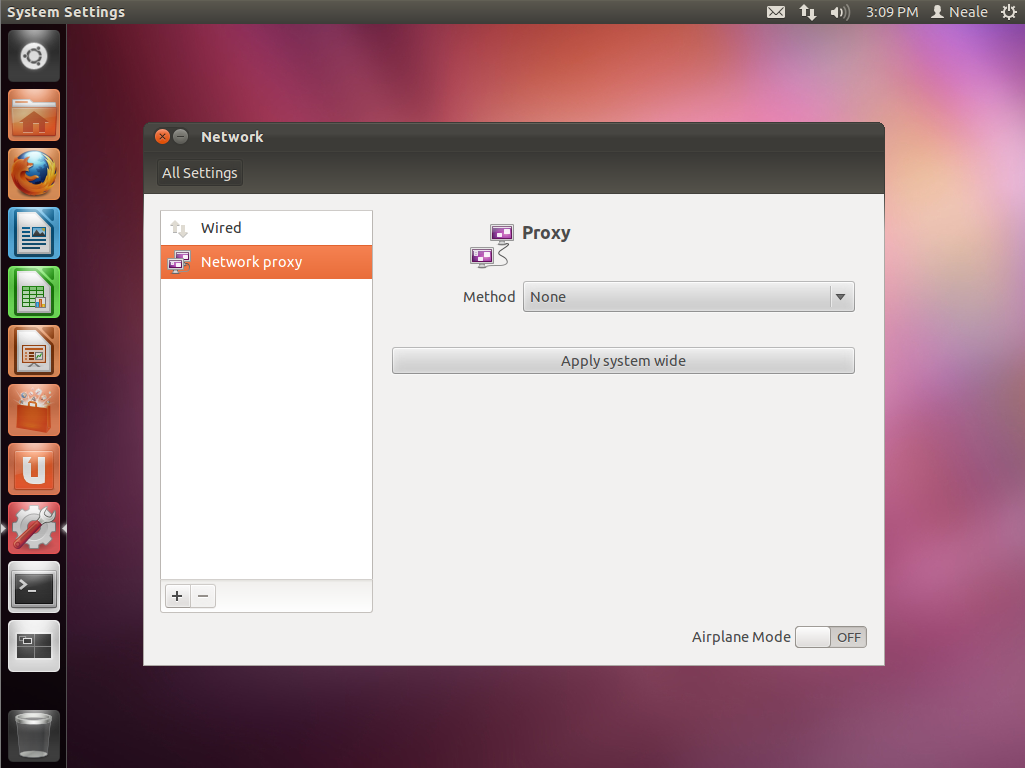 System Settings
3:09 PM Neale
Network
All Settings
Wired
Network proxy
Proxy
Method None
Apply system wide
Airplane Mode OFF